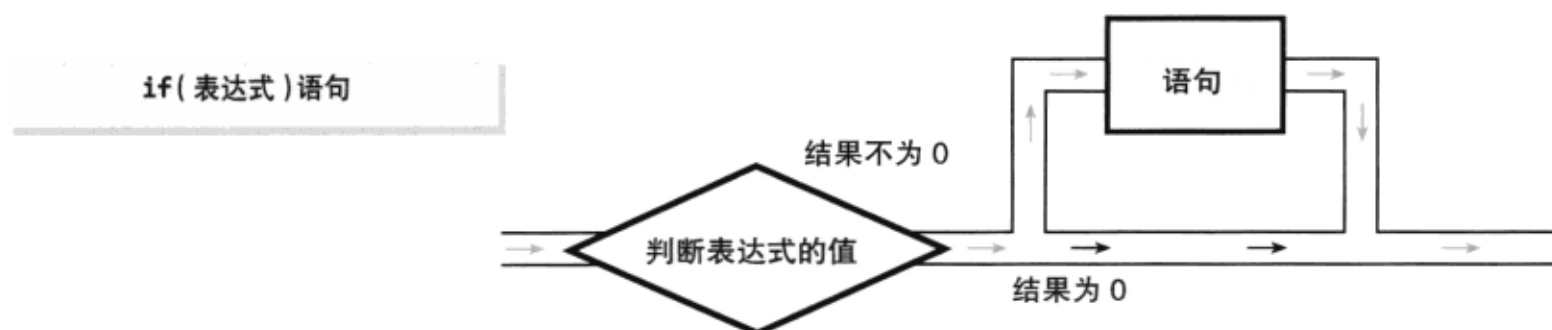 if(表达式)语句
语句
结果不为 0
判断表达式的值
结果为 0